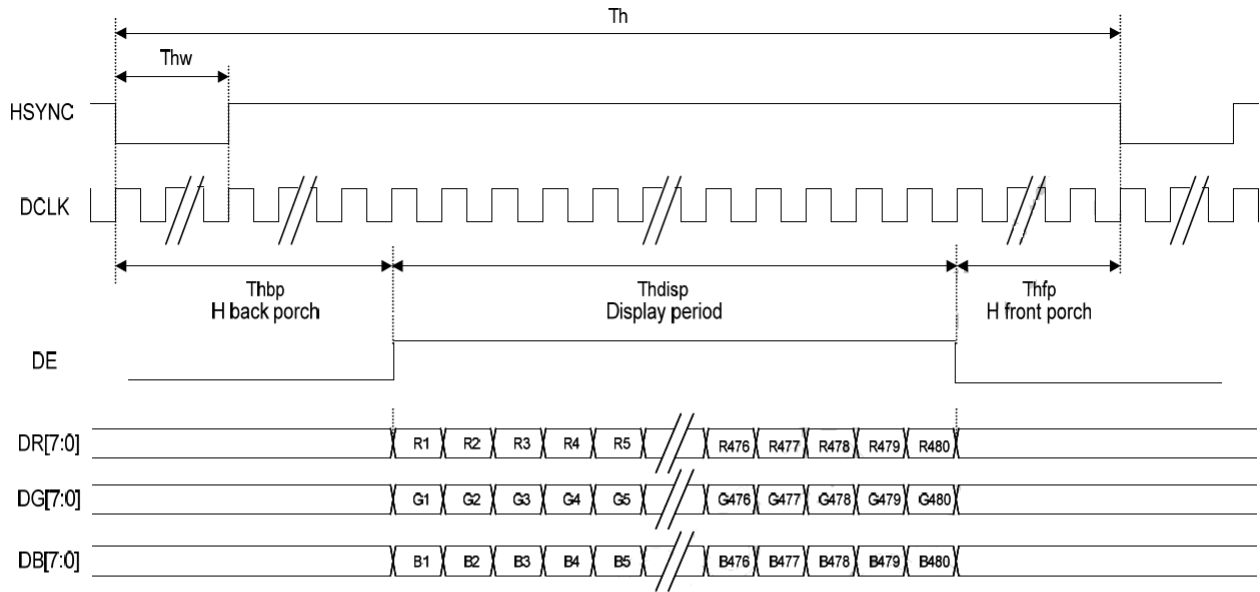 Th
Thw
HSYNC
DCLK
Thbp
H back porch
Thdisp
Display period
Thfp
H front porch
DE
DR[7:0] R1 R2 R3 R4 R5 R476 R477 R478 R479 R480
DG[7:0] G1 G2 G3 G4 G5 G476 G477 G478 G479 G480
DB[7:0] B1 B2 B3 B4 B5 B476 B477 B478 B479 B480